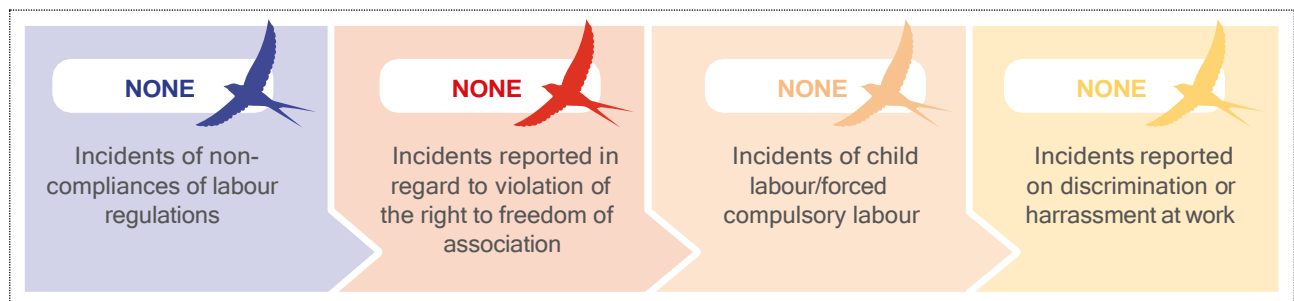 NONE
Incidents of non-
compliances of labour
regulations
NONE
Incidents reported in
regard to violation of
the right to freedom of
association
NONE
Incidents of child
labour/forced
compulsory labour
NONE
Incidents reported
on discrimination or
harrassment at work